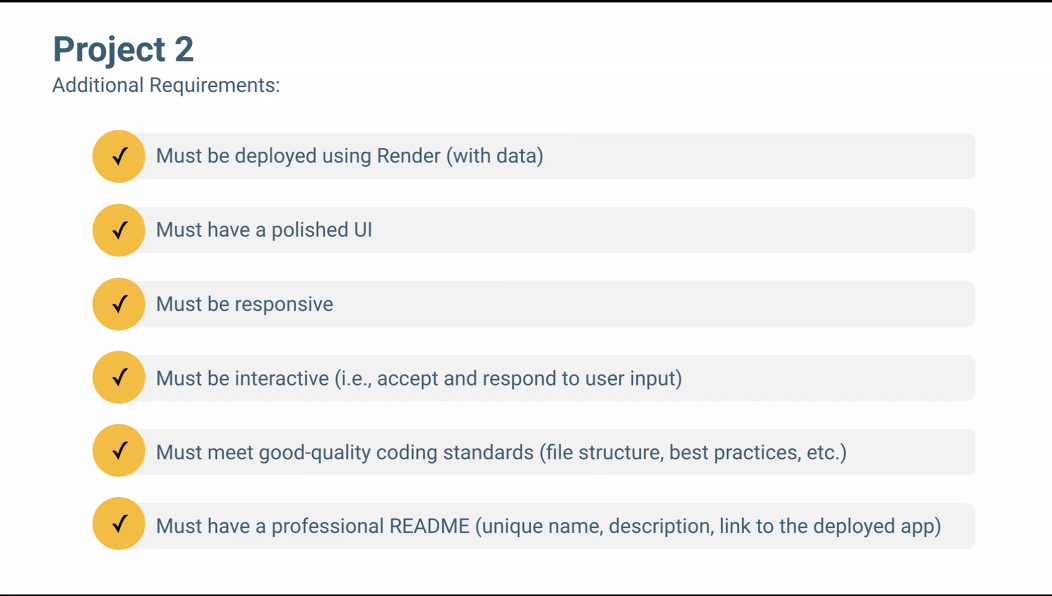 Project 2
Additional Requirements:
✓ Must be deployed using Render (with data)
✓ Must have a polished UI
✓ Must be responsive
✓ Must be interactive (i.e., accept and respond to user input)
✓ Must meet good-quality coding standards (file structure, best practices, etc.)
✓ Must have a professional README (unique name, description, link to the deployed app)